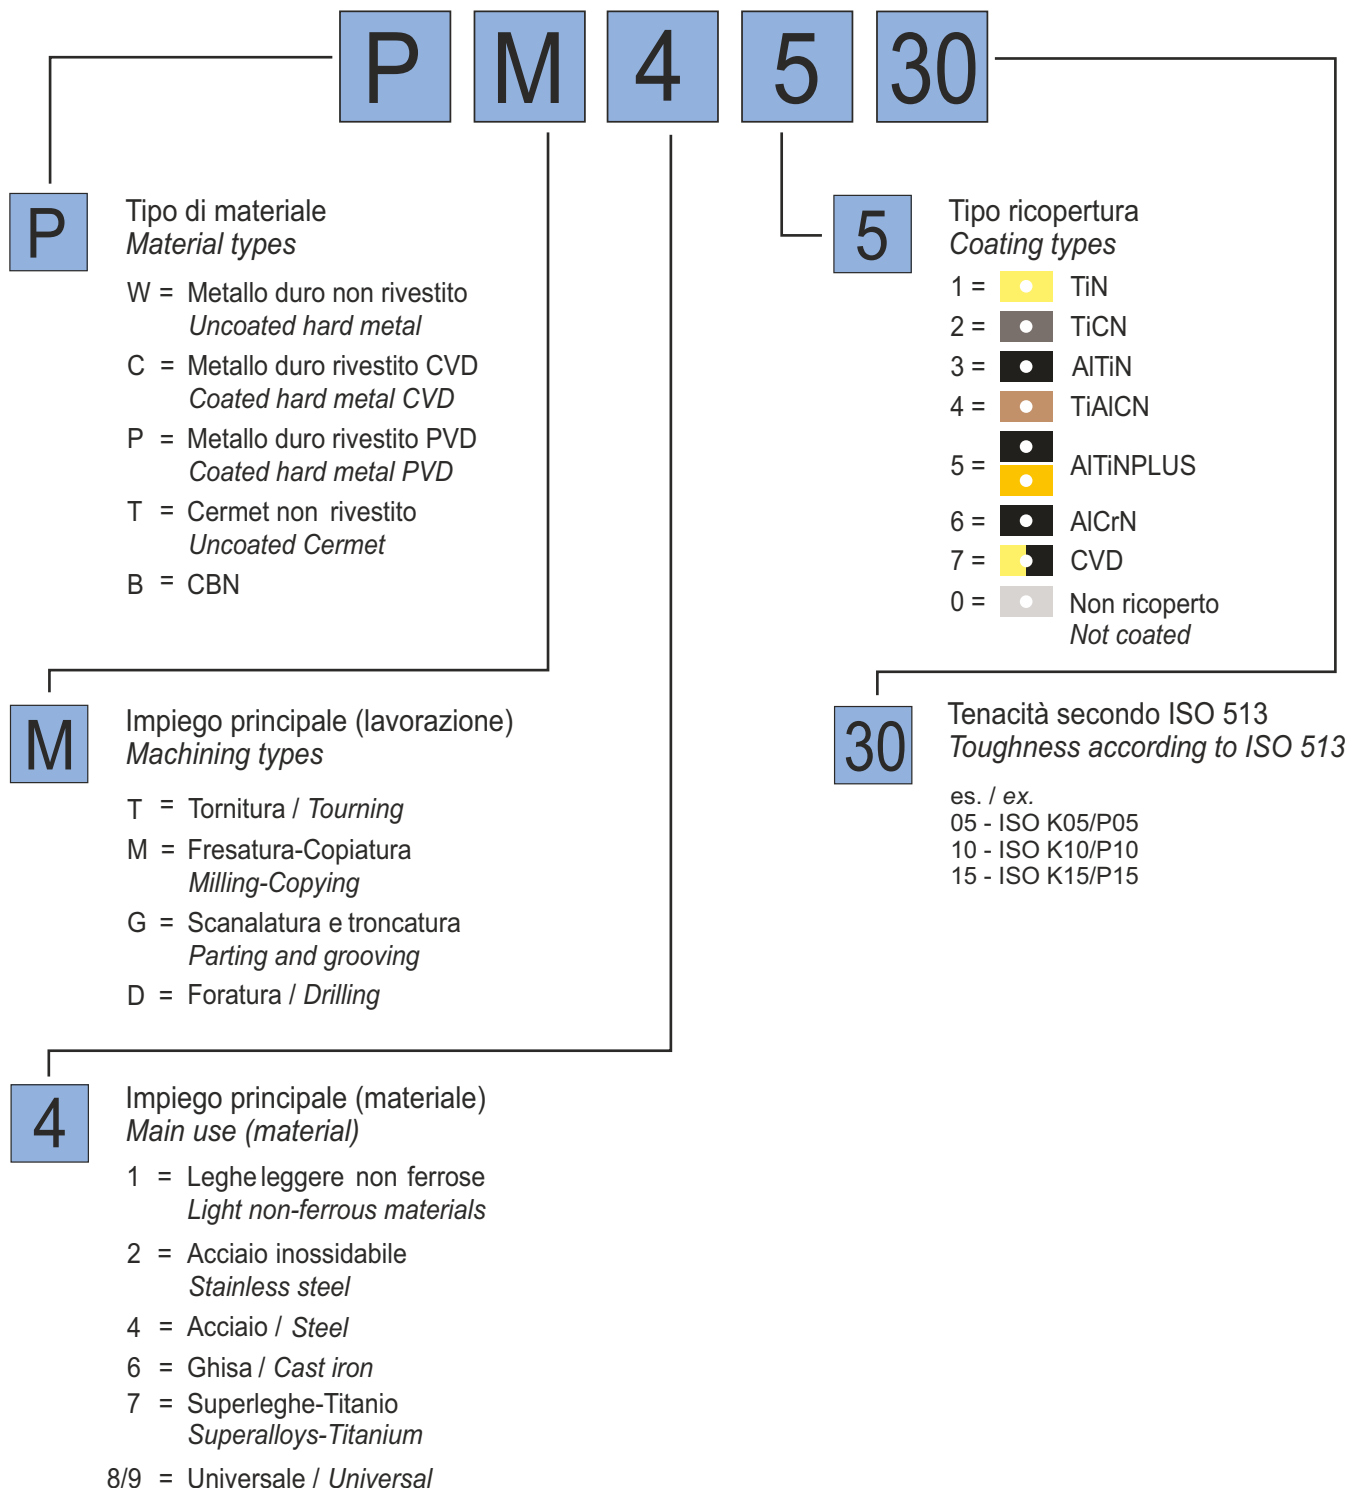 P M 4 5 30
P
Tipo di materiale
Material types
W = Metallo duro non rivestito
Uncoated hard metal
C = Metallo duro rivestito CVD
Coated hard metal CVD
P = Metallo duro rivestito PVD
Coated hard metal PVD
T = Cermet non rivestito
Uncoated Cermet
B = CBN
M
Impiego principale (lavorazione)
Machining types
T = Tornitura / Tourning
M = Fresatura-Copiatura
Milling-Copying
G = Scanalatura e troncatura
Parting and grooving
D = Foratura / Drilling
4
Impiego principale (materiale)
Main use (material)
1 = Leghe leggere non ferrose
Light non-ferrous materials
2 = Acciaio inossidabile
Stainless steel
4 = Acciaio / Steel
6 = Ghisa / Cast iron
7 = Superleghe-Titanio
Superalloys-Titanium
8/9 = Universale / Universal
5
Tipo ricopertura
Coating types
1 = TiN
2 = TiCN
3 = AlTiN
4 = TiAlCN
5 = AlTiNPLUS
6 = AlCrN
7 = CVD
0 = Non ricoperto
Not coated
30
Tenacità secondo ISO 513
Toughness according to ISO 513
es. / ex.
05 - ISO K05/P05
10 - ISO K10/P10
15 - ISO K15/P15